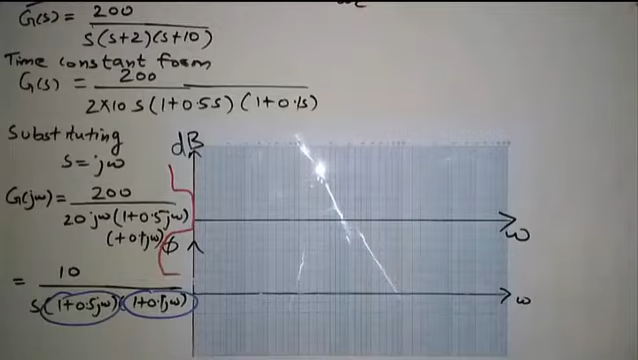 G(s) = 200
s(s+2)(s+10)
Time constant form
G(s) = 200
2×10 s(1+0.5s) (1+0.1s)
Substituting
s=jω
G(jω) = 200
20 jω(1+0.5jω)
(1+0.1jω)
= 10
s(1+0.5jω) (1+0.1jω)
dB
ω
ϕ
ω